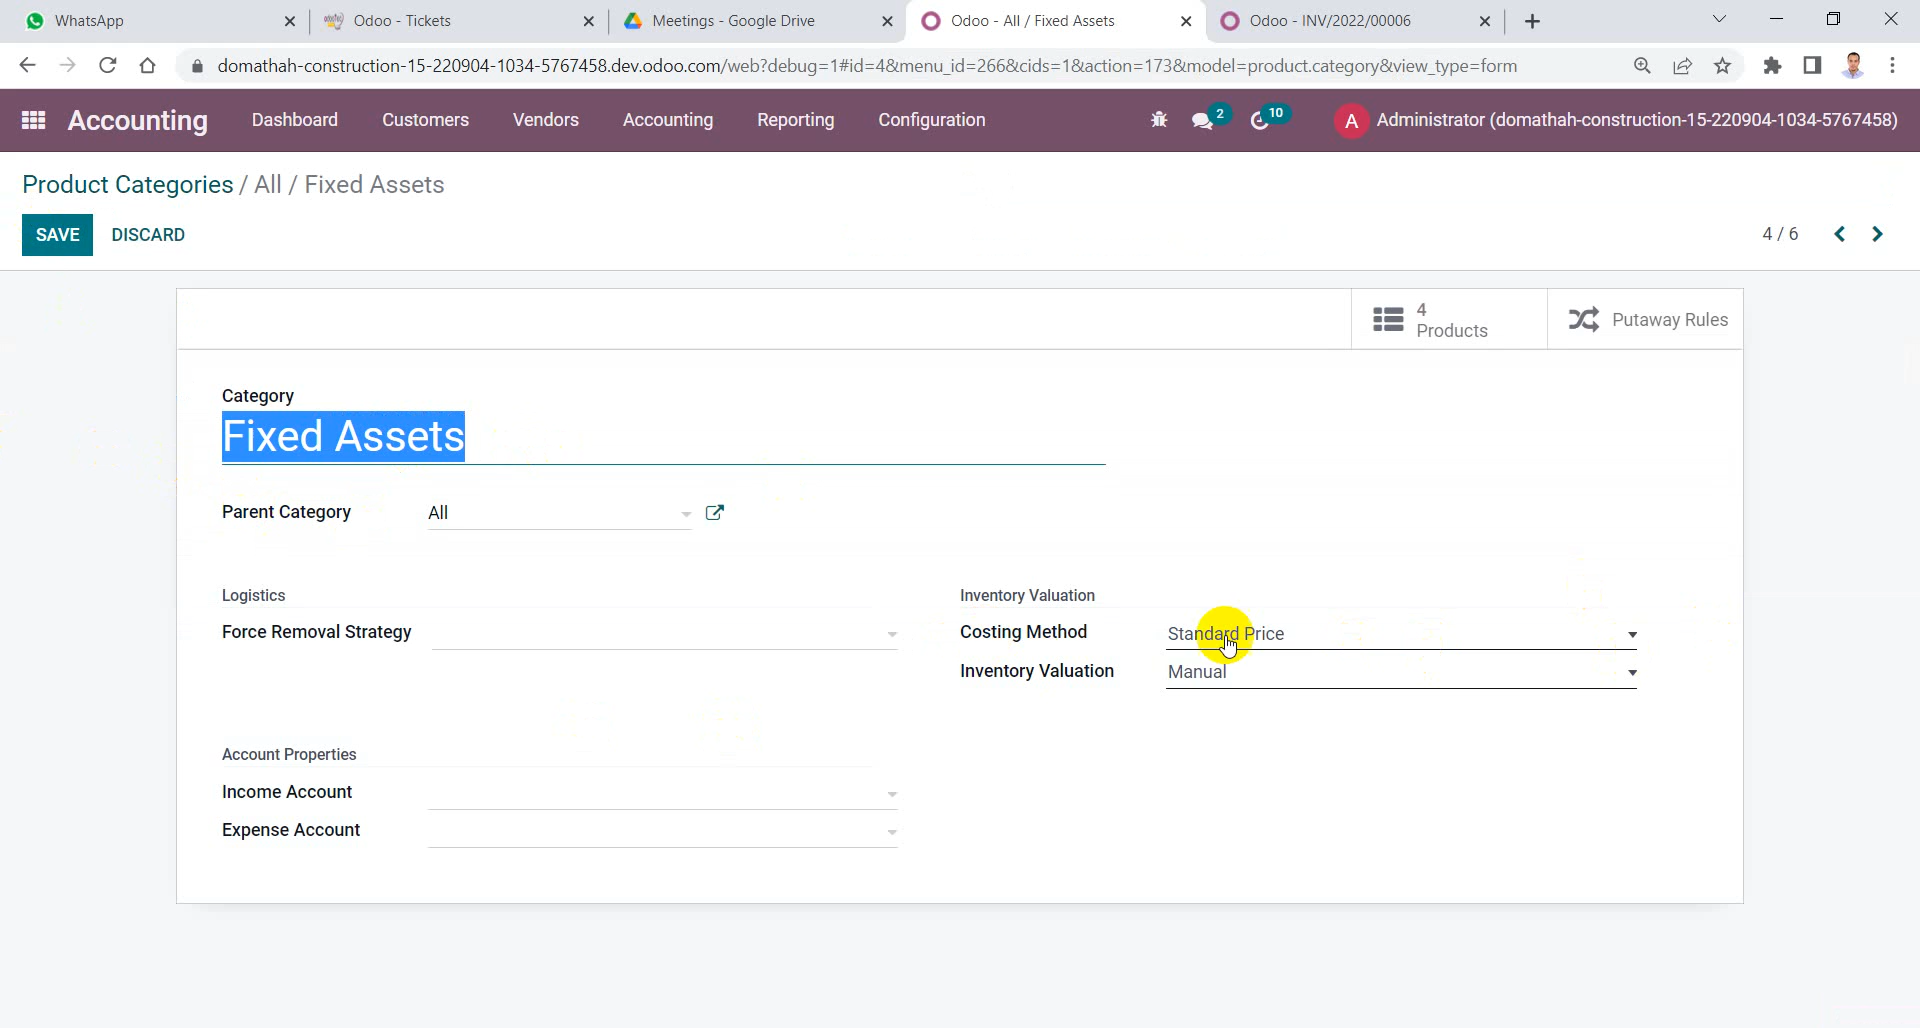 WhatsApp
Odoo - Tickets
Meetings - Google Drive
Odoo - All / Fixed Assets
Odoo - INV/2022/00006
domathah-construction-15-220904-1034-5767458.dev.odoo.com/web?debug=1#id=4&menu_id=266&cids=1&action=173&model=product.category&view_type=form
Accounting Dashboard Customers Vendors Accounting Reporting Configuration 2 10 A Administrator (domathah-construction-15-220904-1034-5767458)
Product Categories / All / Fixed Assets
SAVE DISCARD 4 / 6
4
Products
Putaway Rules
Category
Fixed Assets
Parent Category All
Logistics
Force Removal Strategy
Inventory Valuation
Costing Method Standard Price
Inventory Valuation Manual
Account Properties
Income Account
Expense Account